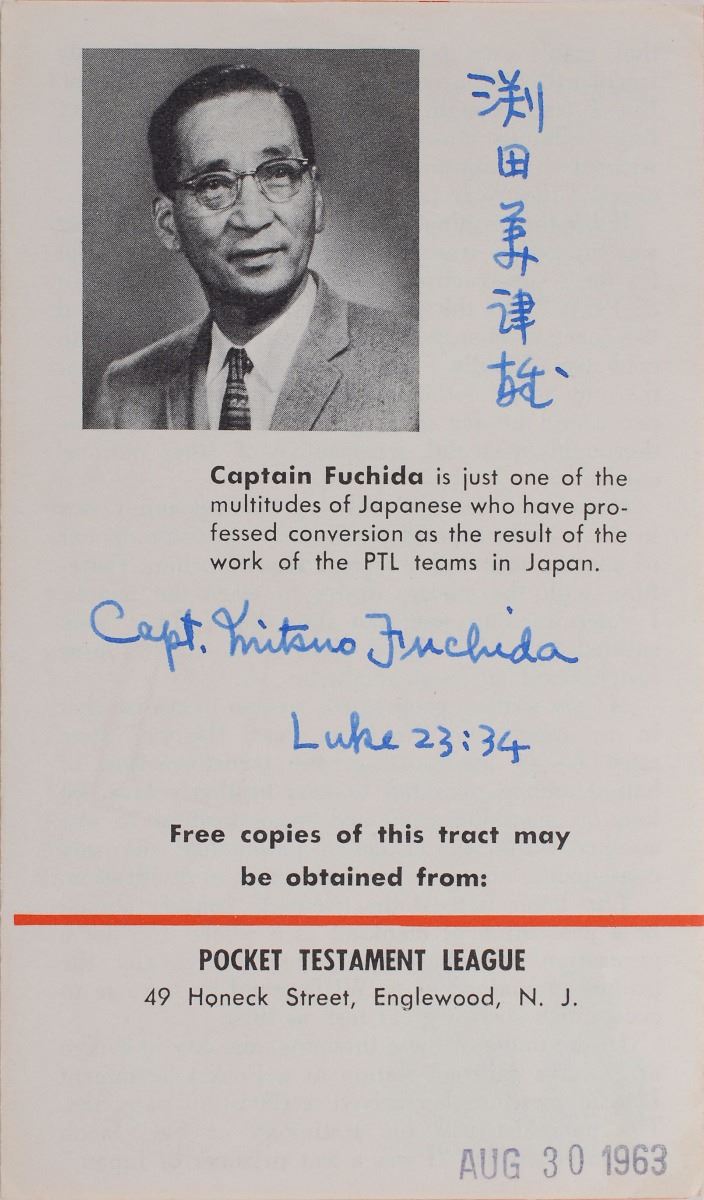 渕田美津雄
Captain Fuchida is just one of the
multitudes of Japanese who have pro-
fessed conversion as the result of the
work of the PTL teams in Japan.
Capt. Mitsuo Fuchida
Luke 23:34
Free copies of this tract may
be obtained from:
POCKET TESTAMENT LEAGUE
49 Honeck Street, Englewood, N. J.
AUG 30 1963